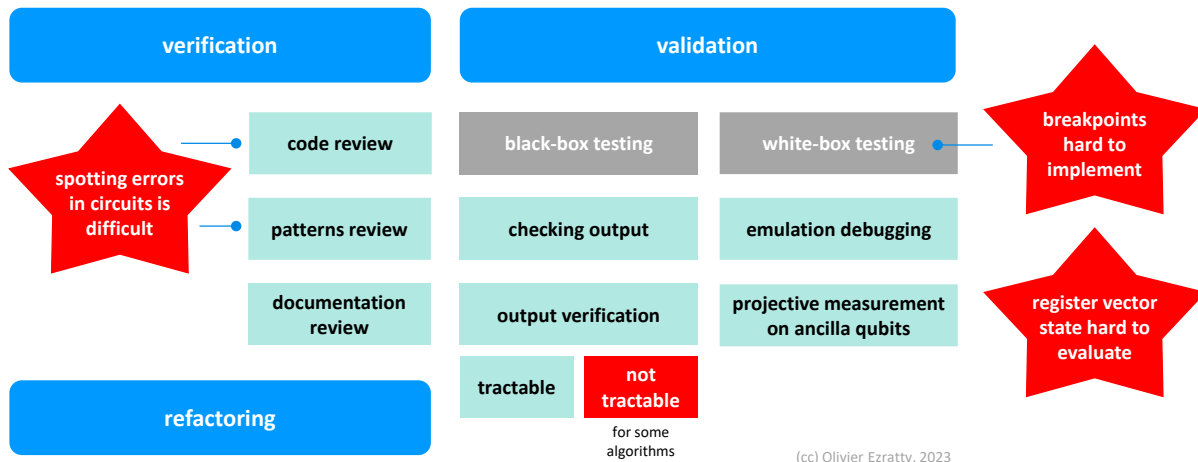 verification
validation
spotting errors
in circuits is
difficult
code review
patterns review
documentation
review
black-box testing
white-box testing
checking output
emulation debugging
output verification
projective measurement
on ancilla qubits
tractable
not
tractable
for some
algorithms
breakpoints
hard to
implement
register vector
state hard to
evaluate
refactoring
(cc) Olivier Ezratty, 2023